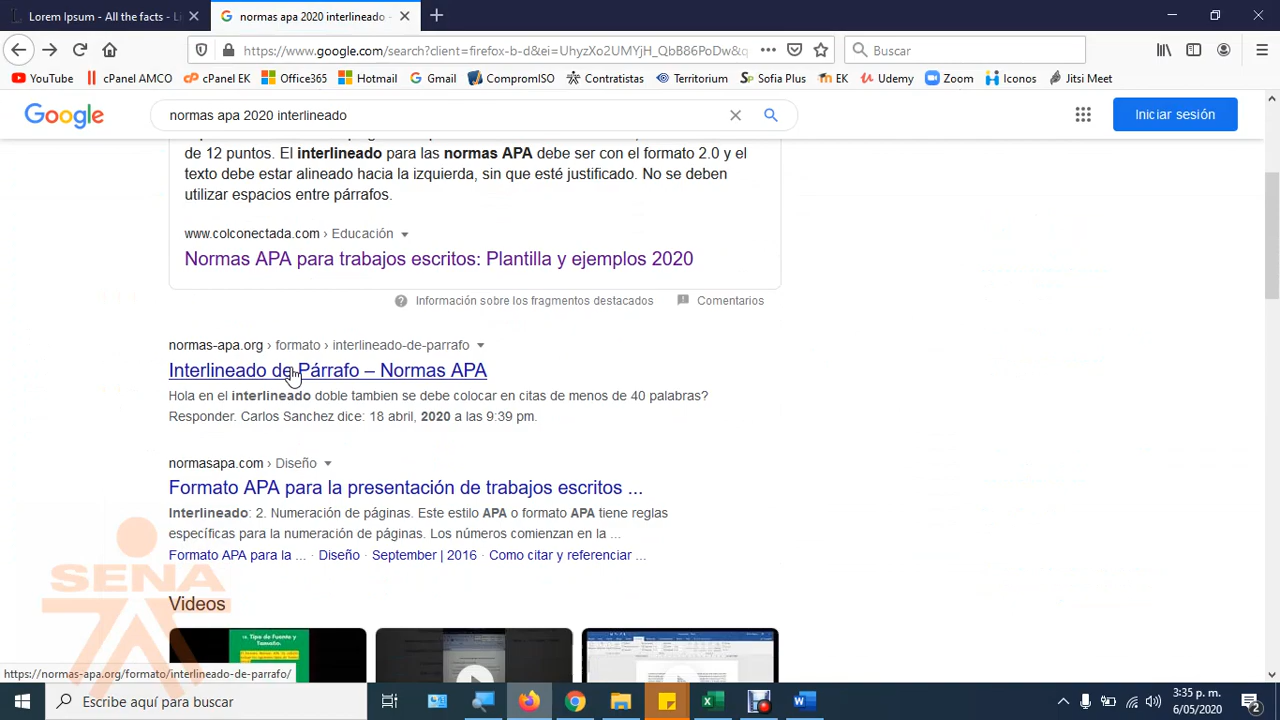 Lorem Ipsum - All the facts - Li
normas apa 2020 interlineado -
https://www.google.com/search?client=firefox-b-d&ei=UhyzXo2UMYjH_QbB86PoDw&q
Buscar
YouTube
cPanel AMCO
cPanel EK
Office365
Hotmail
Gmail
CompromISO
Contratistas
Territorium
Sofia Plus
EK
Udemy
Zoom
Iconos
Jitsi Meet
Google
normas apa 2020 interlineado
Iniciar sesión
de 12 puntos. El interlineado para las normas APA debe ser con el formato 2.0 y el
texto debe estar alineado hacia la izquierda, sin que esté justificado. No se deben
utilizar espacios entre párrafos.
www.colconectada.com › Educación
Normas APA para trabajos escritos: Plantilla y ejemplos 2020
Información sobre los fragmentos destacados
Comentarios
normas-apa.org › formato › interlineado-de-parrafo
Interlineado de Párrafo – Normas APA
Hola en el interlineado doble tambien se debe colocar en citas de menos de 40 palabras?
Responder. Carlos Sanchez dice: 18 abril, 2020 a las 9:39 pm.
normasapa.com › Diseño
Formato APA para la presentación de trabajos escritos ...
Interlineado: 2. Numeración de páginas. Este estilo APA o formato APA tiene reglas
específicas para la numeración de páginas. Los números comienzan en la ...
Formato APA para la ... · Diseño · September | 2016 · Como citar y referenciar ...
SENA
Videos
https://normas-apa.org/formato/interlineado-de-parrafo/
Escribe aquí para buscar
3:35 p. m.
6/05/2020
2